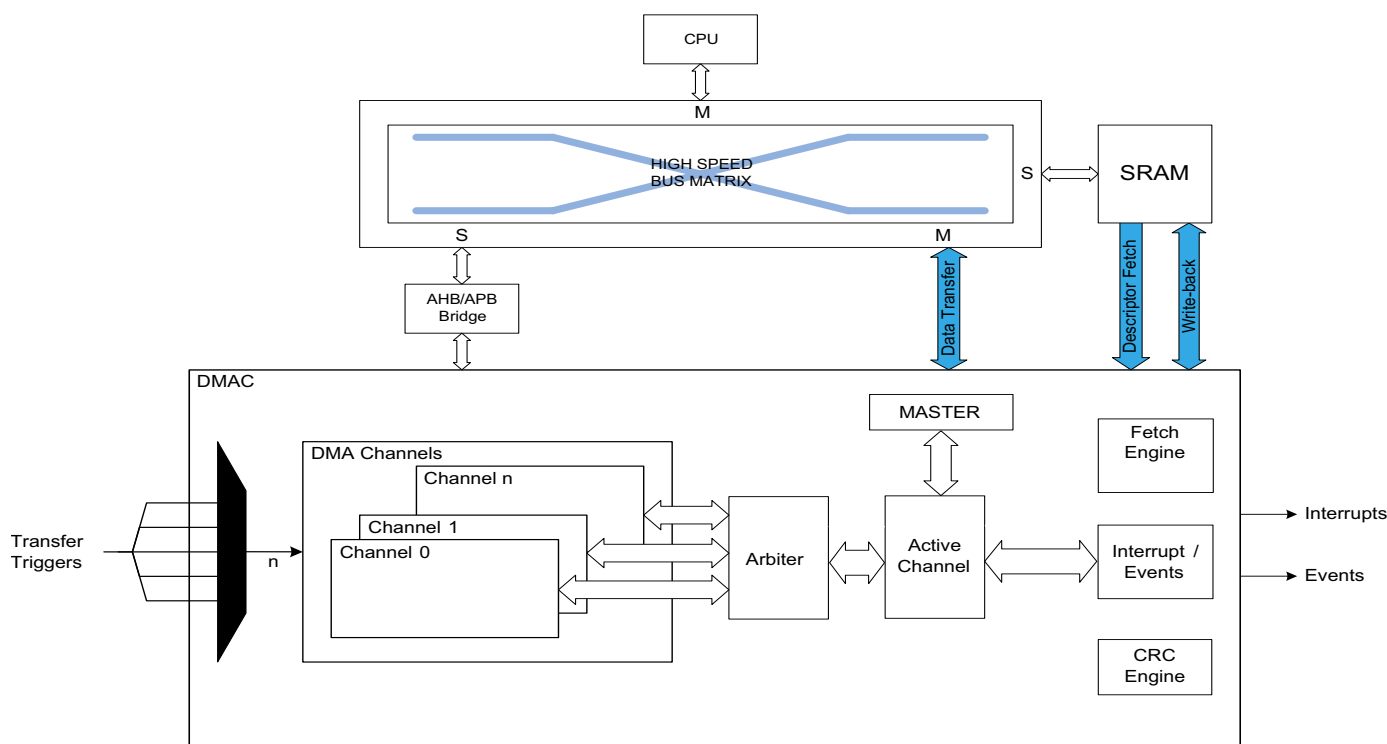 CPU
M
HIGH SPEED
BUS MATRIX
S
SRAM
S
M
AHB/APB
Bridge
Data Transfer
Descriptor Fetch
Write-back
DMAC
MASTER
Fetch
Engine
DMA Channels
Channel n
Channel 1
Channel 0
Transfer
Triggers
n
Arbiter
Active
Channel
Interrupt /
Events
Interrupts
Events
CRC
Engine